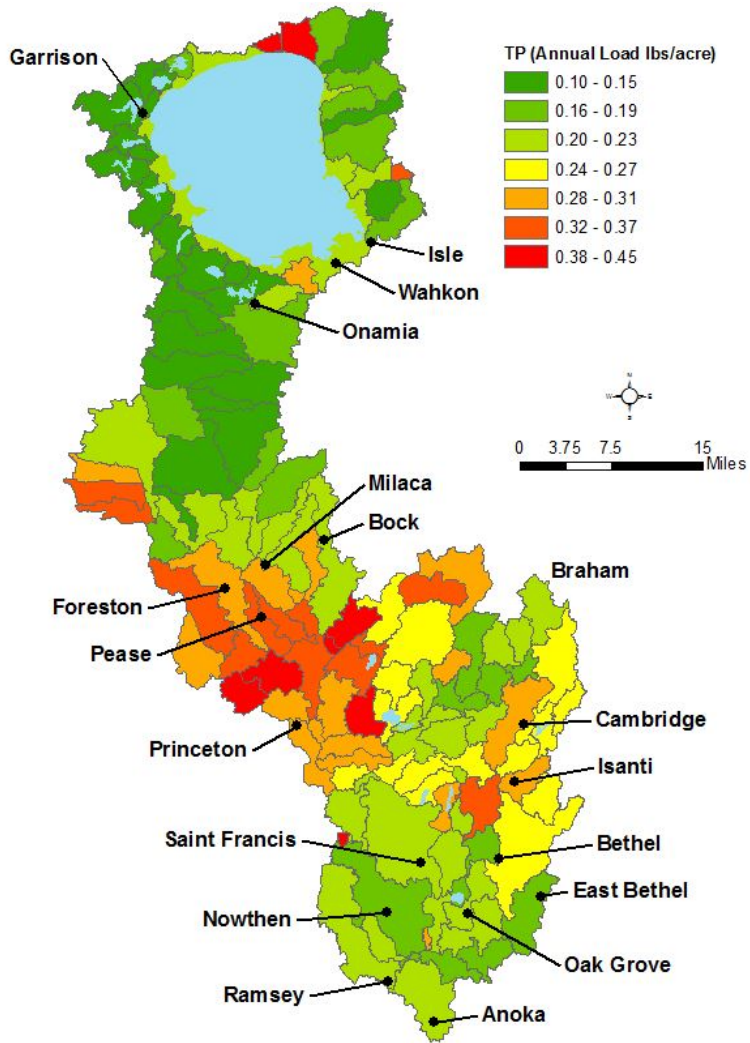 Garrison
TP (Annual Load lbs/acre)
0.10 - 0.15
0.16 - 0.19
0.20 - 0.23
0.24 - 0.27
0.28 - 0.31
0.32 - 0.37
0.38 - 0.45
Isle
Wahkon
Onamia
N
W
E
S
0 3.75 7.5 15
Miles
Milaca
Bock
Braham
Foreston
Pease
Cambridge
Princeton
Isanti
Saint Francis
Bethel
East Bethel
Nowthen
Oak Grove
Ramsey
Anoka